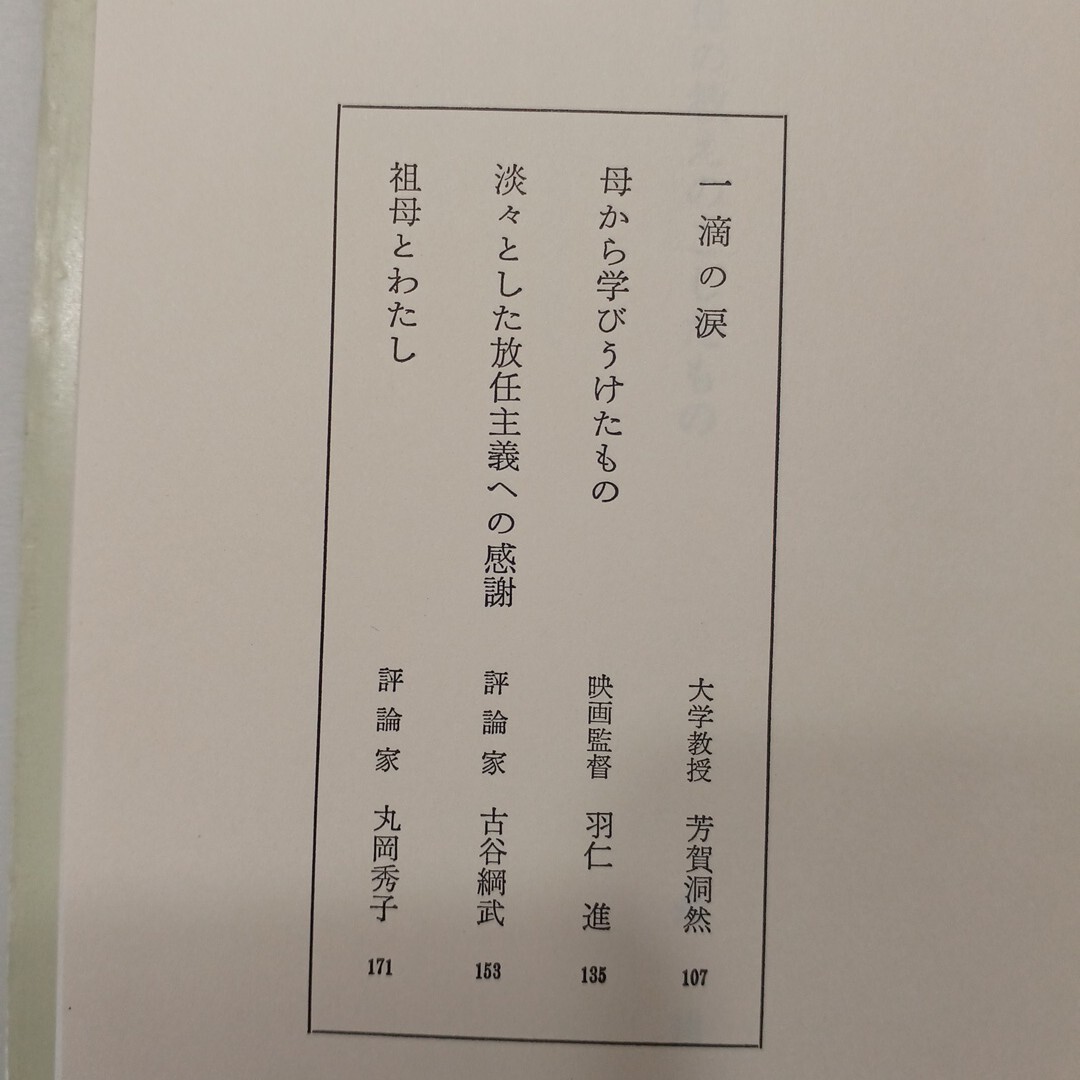 一滴の涙 大学教授 芳賀洞然 107
母から学びうけたもの 映画監督 羽仁 進 135
淡々とした放任主義への感謝 評論家 古谷綱武 153
祖母とわたし 評論家 丸岡秀子 171